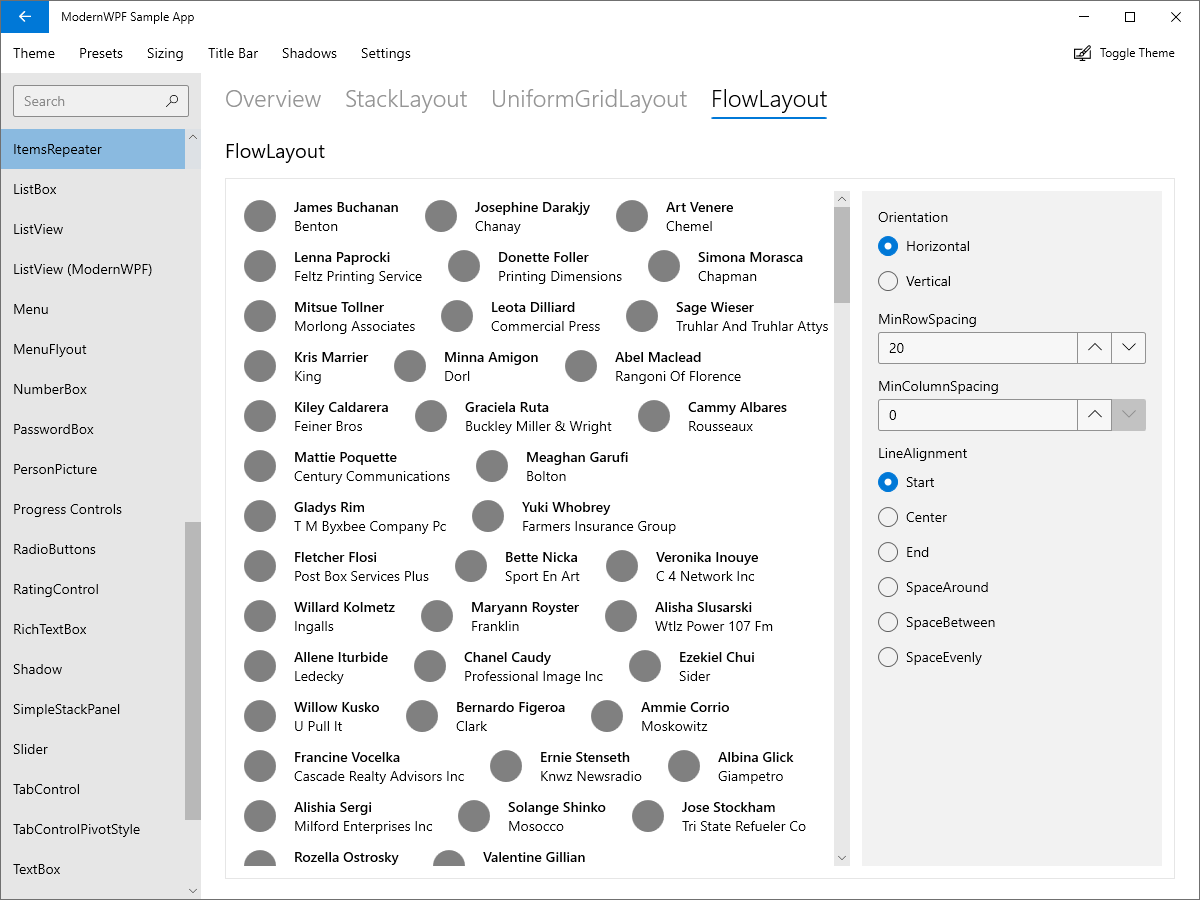 ModernWPF Sample App
Theme Presets Sizing Title Bar Shadows Settings Toggle Theme
Search
ItemsRepeater
ListBox
ListView
ListView (ModernWPF)
Menu
MenuFlyout
NumberBox
PasswordBox
PersonPicture
Progress Controls
RadioButtons
RatingControl
RichTextBox
Shadow
SimpleStackPanel
Slider
TabControl
TabControlPivotStyle
TextBox
Overview StackLayout UniformGridLayout FlowLayout
FlowLayout
James Buchanan Josephine Darakjy Art Venere
Benton Chanay Chemel
Lenna Paprocki Donette Foller Simona Morasca
Feltz Printing Service Printing Dimensions Chapman
Mitsue Tollner Leota Dilliard Sage Wieser
Morlong Associates Commercial Press Truhlar And Truhlar Attys
Kris Marrier Minna Amigon Abel Maclead
King Dorl Rangoni Of Florence
Kiley Caldarera Graciela Ruta Cammy Albares
Feiner Bros Buckley Miller & Wright Rousseaux
Mattie Poquette Meaghan Garufi
Century Communications Bolton
Gladys Rim Yuki Whobrey
T M Byxbee Company Pc Farmers Insurance Group
Fletcher Flosi Bette Nicka Veronika Inouye
Post Box Services Plus Sport En Art C 4 Network Inc
Willard Kolmetz Maryann Royster Alisha Slusarski
Ingalls Franklin Wtlz Power 107 Fm
Allene Iturbide Chanel Caudy Ezekiel Chui
Ledecky Professional Image Inc Sider
Willow Kusko Bernardo Figeroa Ammie Corrio
U Pull It Clark Moskowitz
Francine Vocelka Ernie Stenseth Albina Glick
Cascade Realty Advisors Inc Knwz Newsradio Giampetro
Alishia Sergi Solange Shinko Jose Stockham
Milford Enterprises Inc Mosocco Tri State Refueler Co
Rozella Ostrosky Valentine Gillian
Orientation
Horizontal
Vertical
MinRowSpacing
20
MinColumnSpacing
0
LineAlignment
Start
Center
End
SpaceAround
SpaceBetween
SpaceEvenly